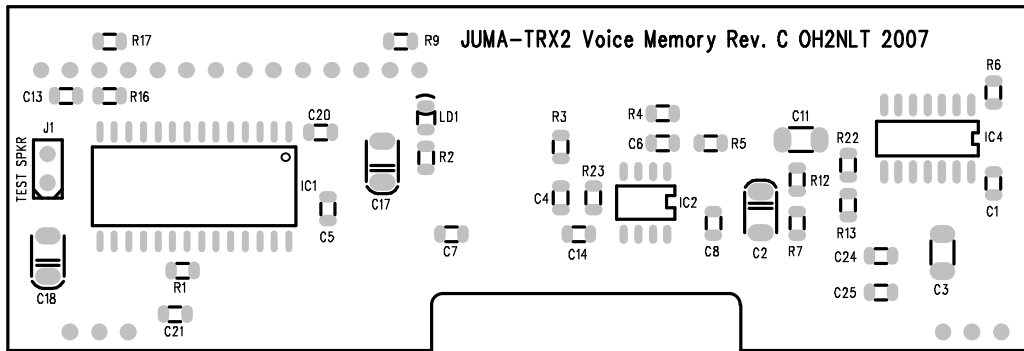 JUMA-TRX2 Voice Memory Rev. C OH2NLT 2007
R17
R9
R6
C13
R16
C20
LD1
R3
R4
C11
J1
C6
R5
R22
IC4
TEST SPKR
R2
IC1
R23
R12
C17
C4
IC2
C1
C5
R13
C7
C14
C8
C2
R7
C24
C3
C18
R1
C25
C21